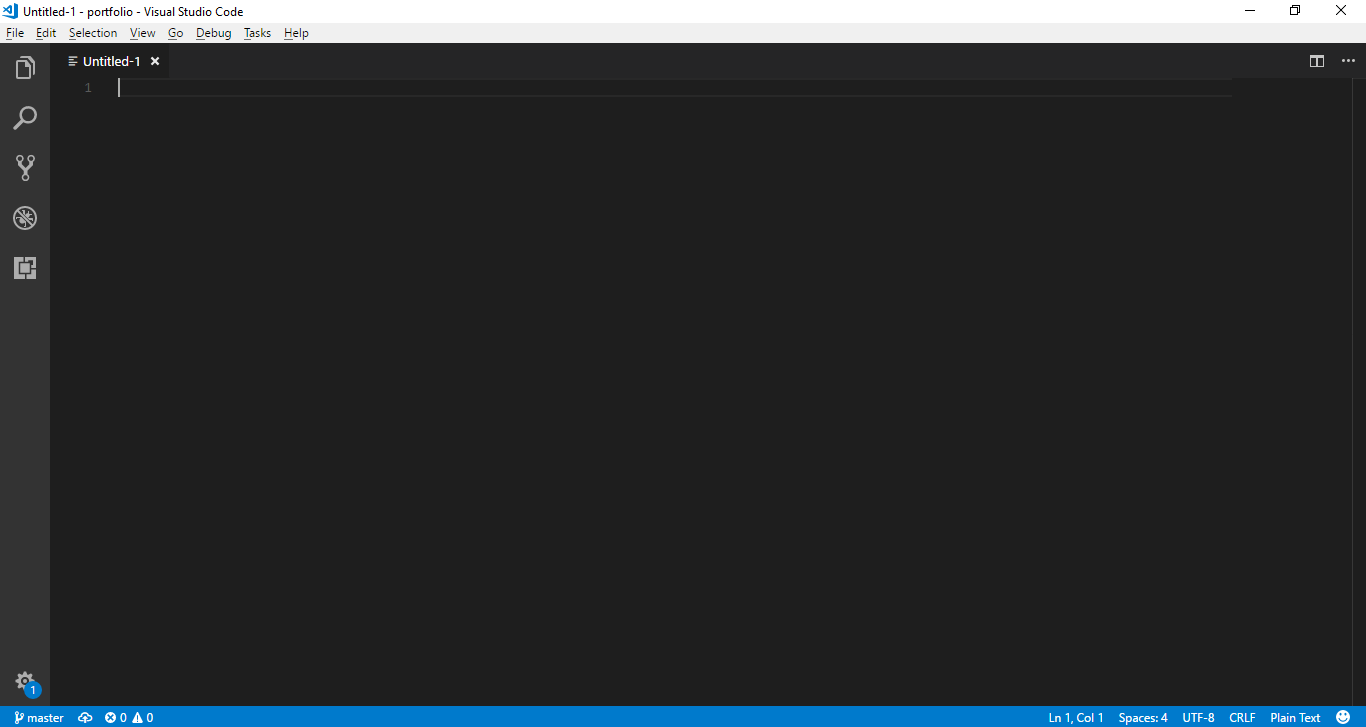 Untitled-1 - portfolio - Visual Studio Code
File Edit Selection View Go Debug Tasks Help
Untitled-1
1
1
master 0 0 Ln 1, Col 1 Spaces: 4 UTF-8 CRLF Plain Text